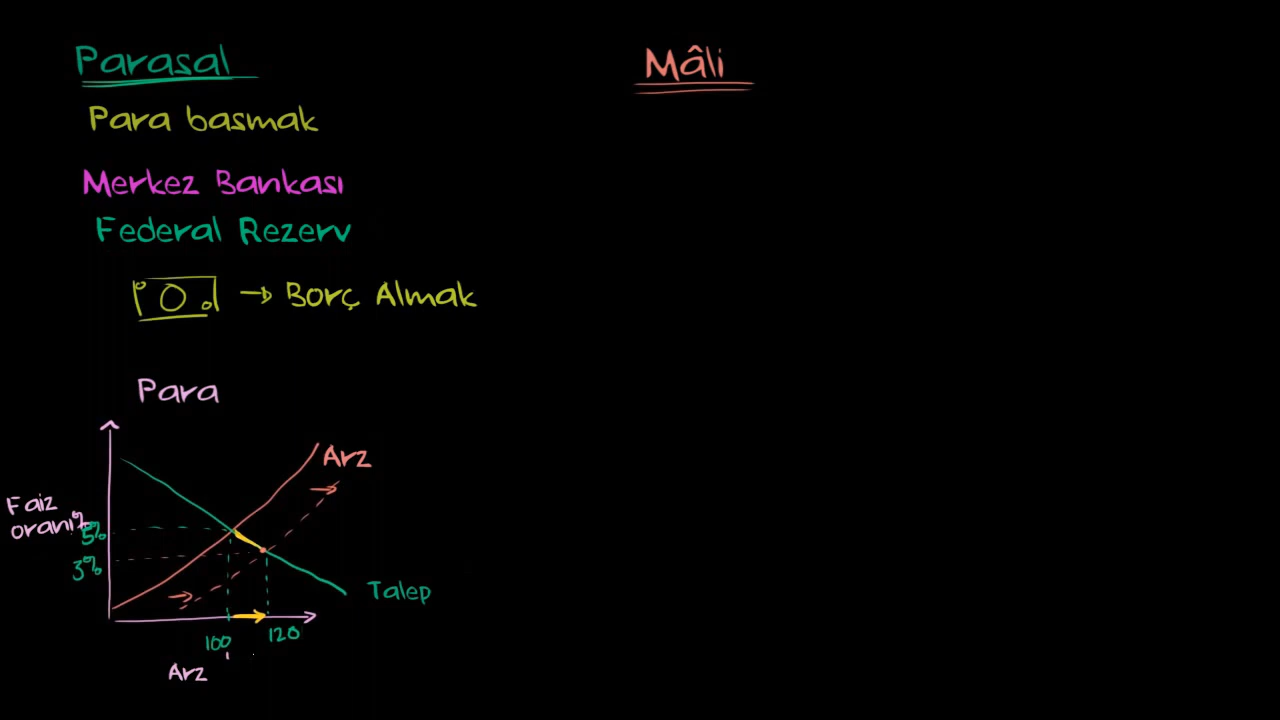 Parasal
Mâli
Para basmak
Merkez Bankası
Federal Rezerv
→ Borç Almak
Para
Arz
Faiz
oranı%
5%
3%
Talep
100
120
Arz